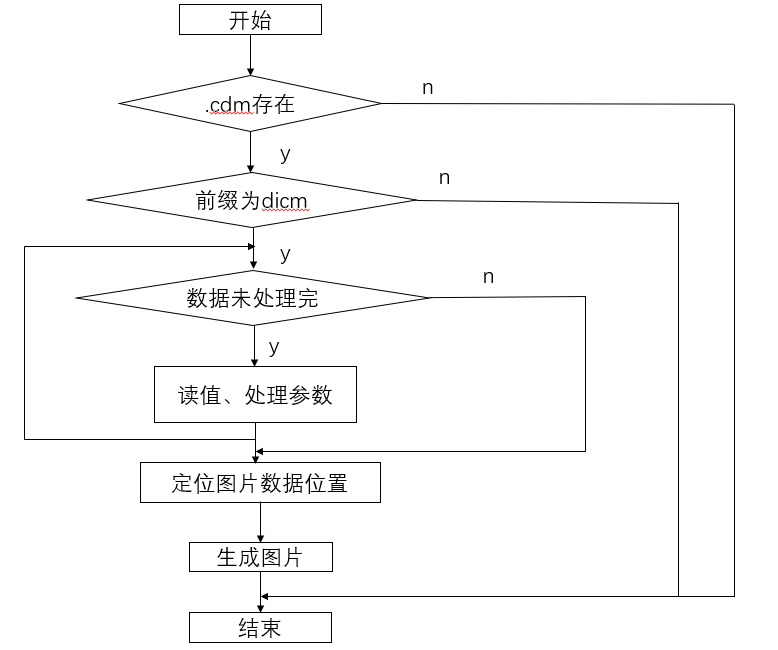 开始
.cdm存在
n
y
前缀为dicm
n
y
数据未处理完
n
y
读值、处理参数
定位图片数据位置
生成图片
结束